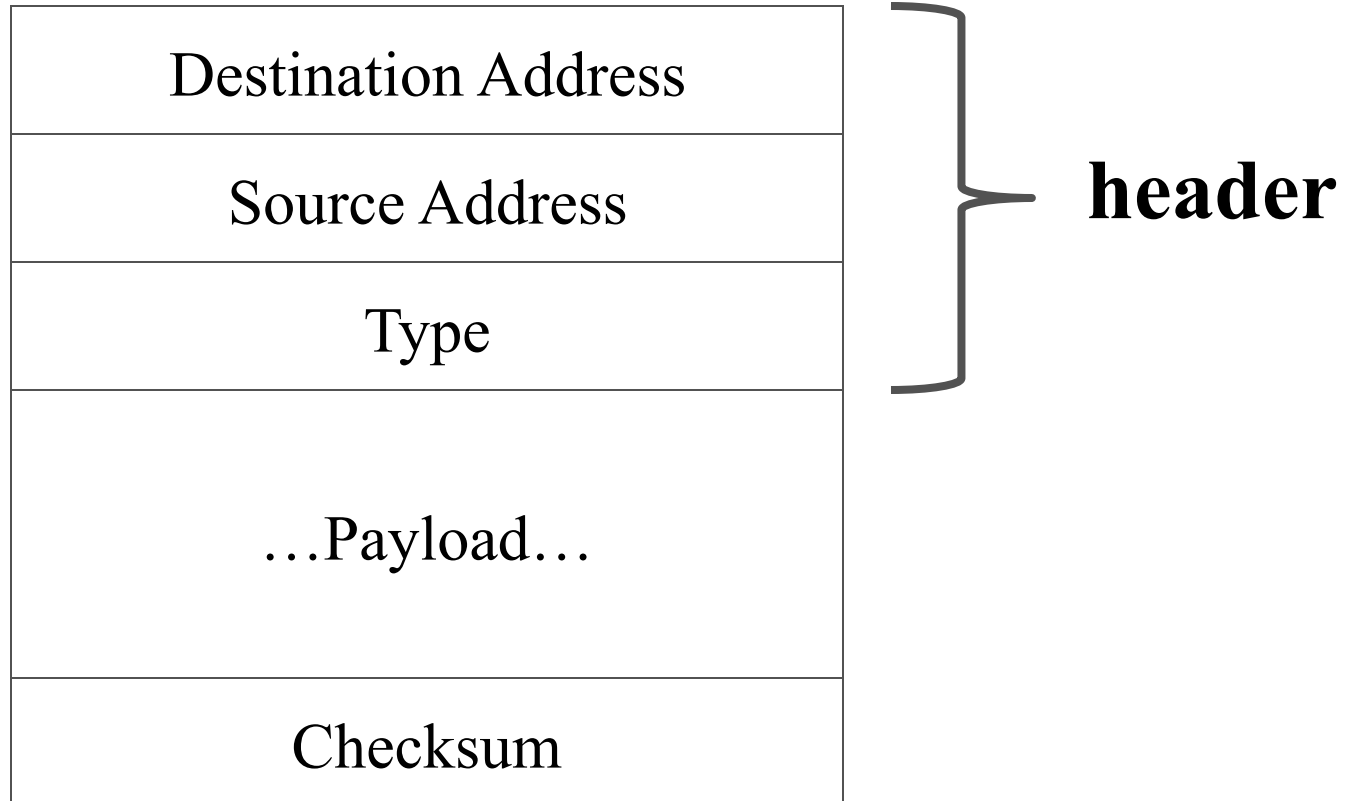 Destination Address
Source Address
header
Type
…Payload…
Checksum